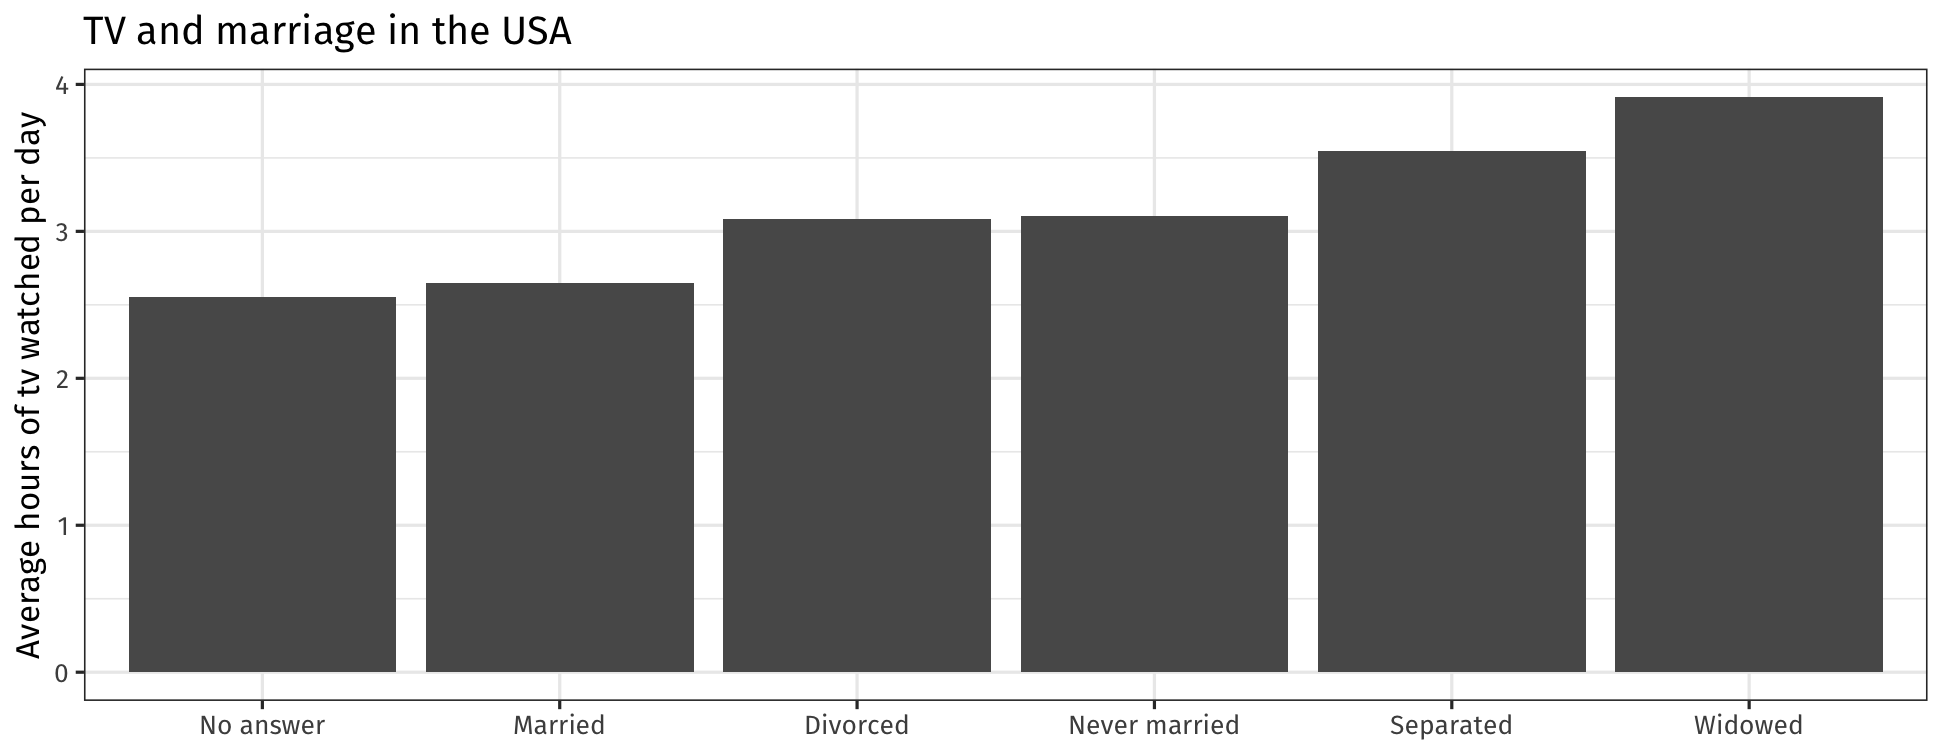 TV and marriage in the USA
Average hours of tv watched per day
4
3
2
1
0
No answer Married Divorced Never married Separated Widowed